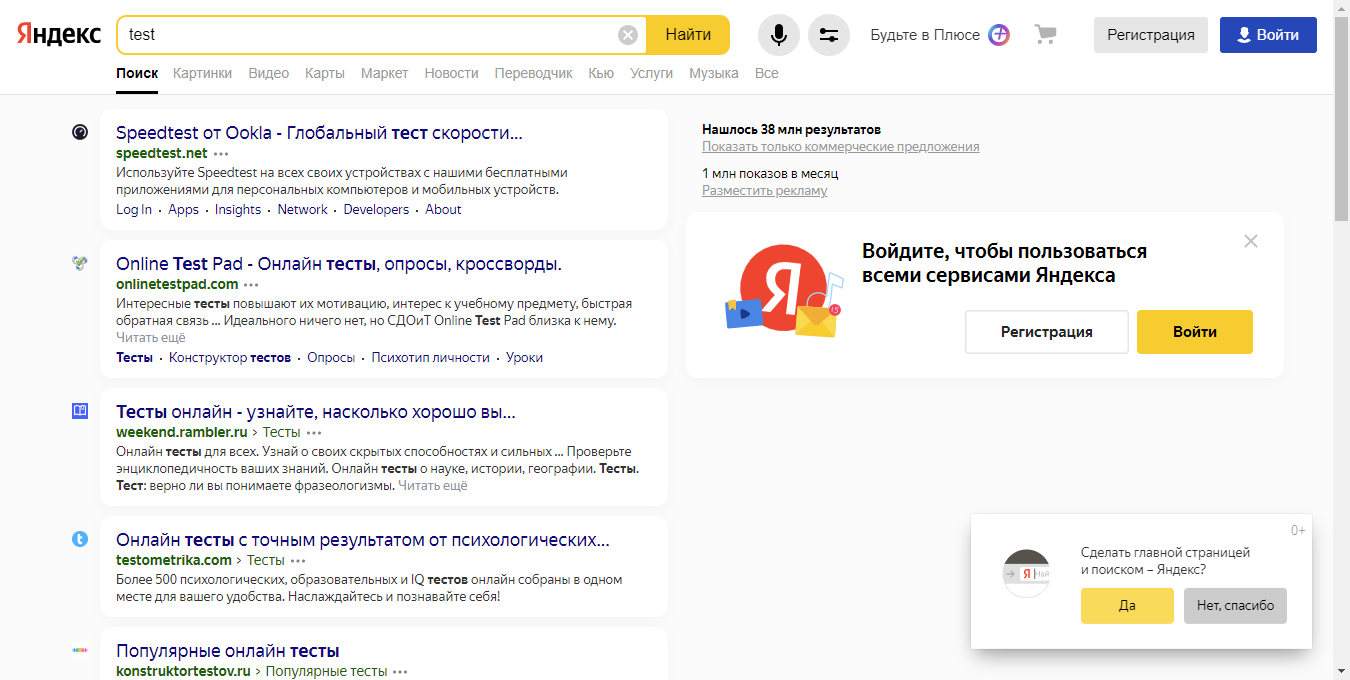 Яндекс
test
Найти
Будьте в Плюсе
Регистрация
Войти
Поиск Картинки Видео Карты Маркет Новости Переводчик Кью Услуги Музыка Все
Speedtest от Ookla - Глобальный тест скорости...
speedtest.net
Используйте Speedtest на всех своих устройствах с нашими бесплатными
приложениями для персональных компьютеров и мобильных устройств.
Log In · Apps · Insights · Network · Developers · About
Online Test Pad - Онлайн тесты, опросы, кроссворды.
onlinetestpad.com
Интересные тесты повышают их мотивацию, интерес к учебному предмету, быстрая
обратная связь ... Идеального ничего нет, но СДОиТ Online Test Pad близка к нему.
Читать ещё
Тесты · Конструктор тестов · Опросы · Психотип личности · Уроки
Тесты онлайн - узнайте, насколько хорошо вы...
weekend.rambler.ru › Тесты
Онлайн тесты для всех. Узнай о своих скрытых способностях и сильных ... Проверьте
энциклопедичность ваших знаний. Онлайн тесты о науке, истории, географии. Тесты.
Тест: верно ли вы понимаете фразеологизмы. Читать ещё
Онлайн тесты с точным результатом от психологических...
testometrika.com › Тесты
Более 500 психологических, образовательных и IQ тестов онлайн собраны в одном
месте для вашего удобства. Наслаждайтесь и познавайте себя!
Популярные онлайн тесты
konstruktortestov.ru › Популярные тесты
Нашлось 38 млн результатов
Показать только коммерческие предложения
1 млн показов в месяц
Разместить рекламу
Я
15
Войдите, чтобы пользоваться
всеми сервисами Яндекса
Регистрация
Войти
0+
Я Най
Сделать главной страницей
и поиском – Яндекс?
Да
Нет, спасибо